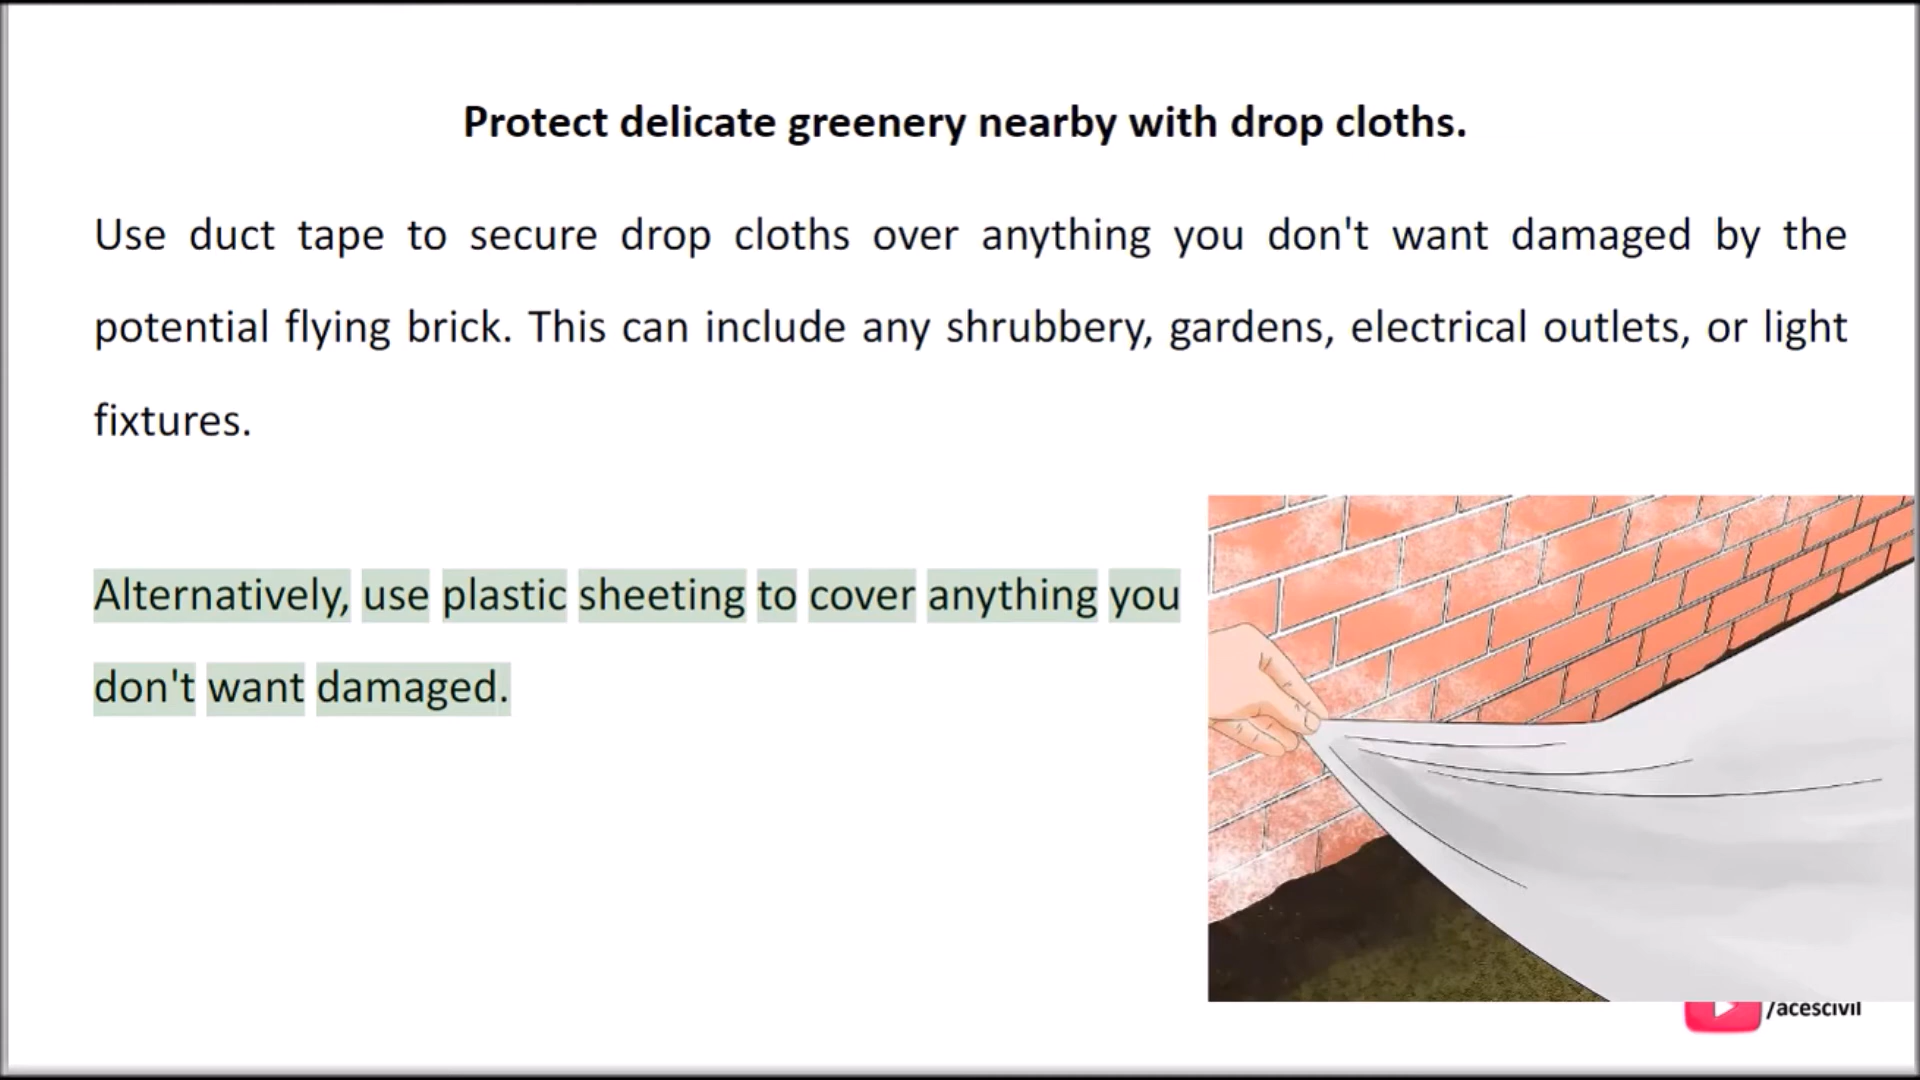 Protect delicate greenery nearby with drop cloths.
Use duct tape to secure drop cloths over anything you don't want damaged by the
potential flying brick. This can include any shrubbery, gardens, electrical outlets, or light
fixtures.
Alternatively, use plastic sheeting to cover anything you
don't want damaged.
/acescivil